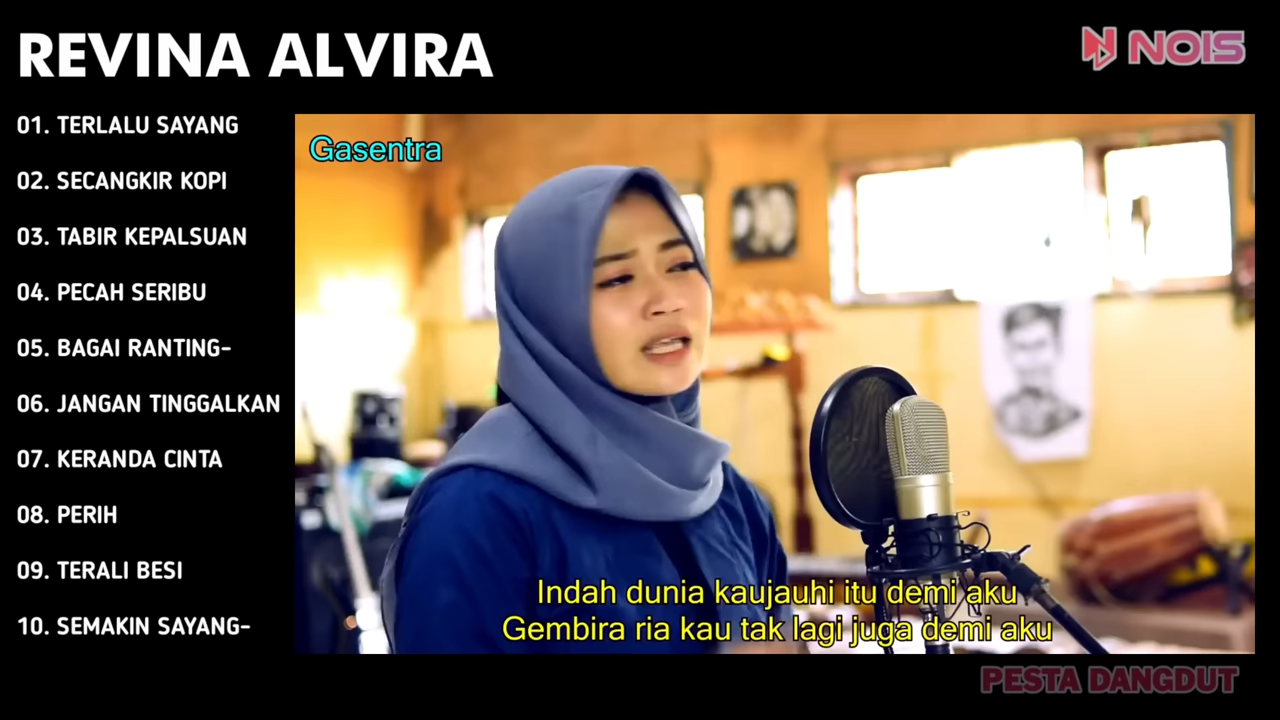 REVINA ALVIRA
NOIS
01. TERLALU SAYANG
02. SECANGKIR KOPI
03. TABIR KEPALSUAN
04. PECAH SERIBU
05. BAGAI RANTING-
06. JANGAN TINGGALKAN
07. KERANDA CINTA
08. PERIH
09. TERALI BESI
10. SEMAKIN SAYANG-
Gasentra
Indah dunia kaujauhi itu demi aku
Gembira ria kau tak lagi juga demi aku
PESTA DANGDUT